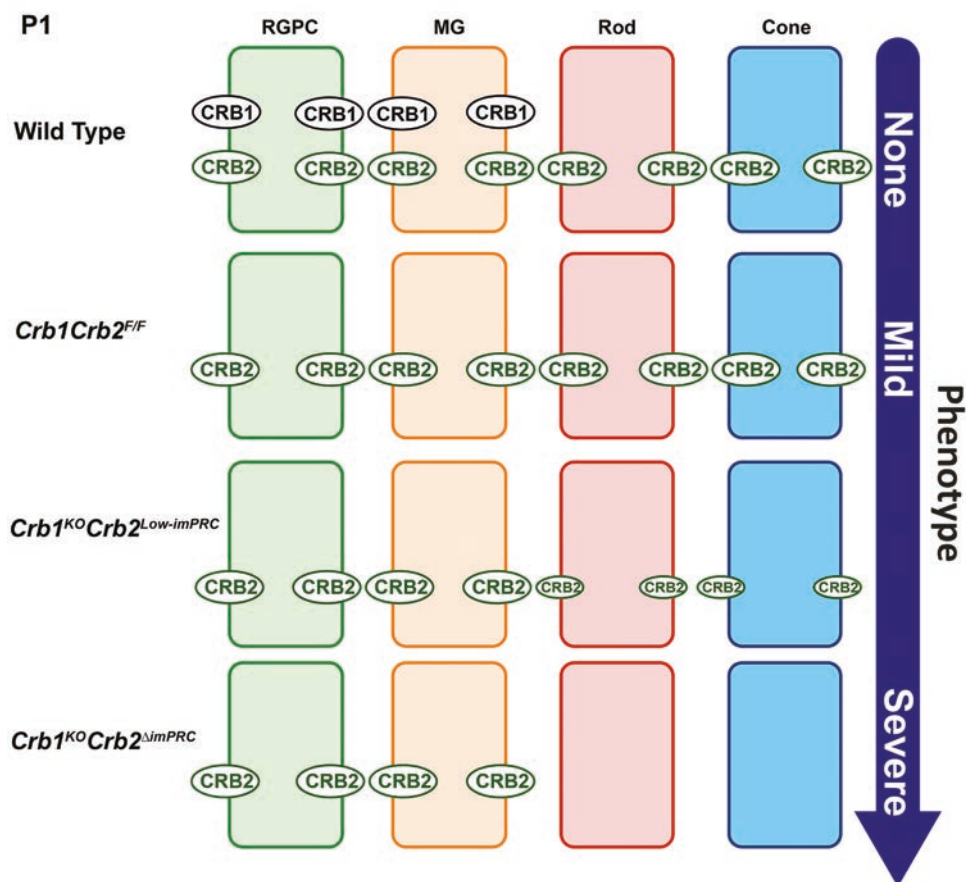 P1
RGPC MG Rod Cone
CRB1 CRB1 CRB1 CRB1
Wild Type
CRB2 CRB2 CRB2 CRB2 CRB2 CRB2 CRB2 CRB2
None
Crb1Crb2F/F
CRB2 CRB2 CRB2 CRB2 CRB2 CRB2 CRB2 CRB2
Mild
Phenotype
Crb1KOCrb2Low-imPRC
CRB2 CRB2 CRB2 CRB2 CRB2 CRB2 CRB2 CRB2
Crb1KOCrb2ΔimPRC
CRB2 CRB2 CRB2 CRB2
Severe